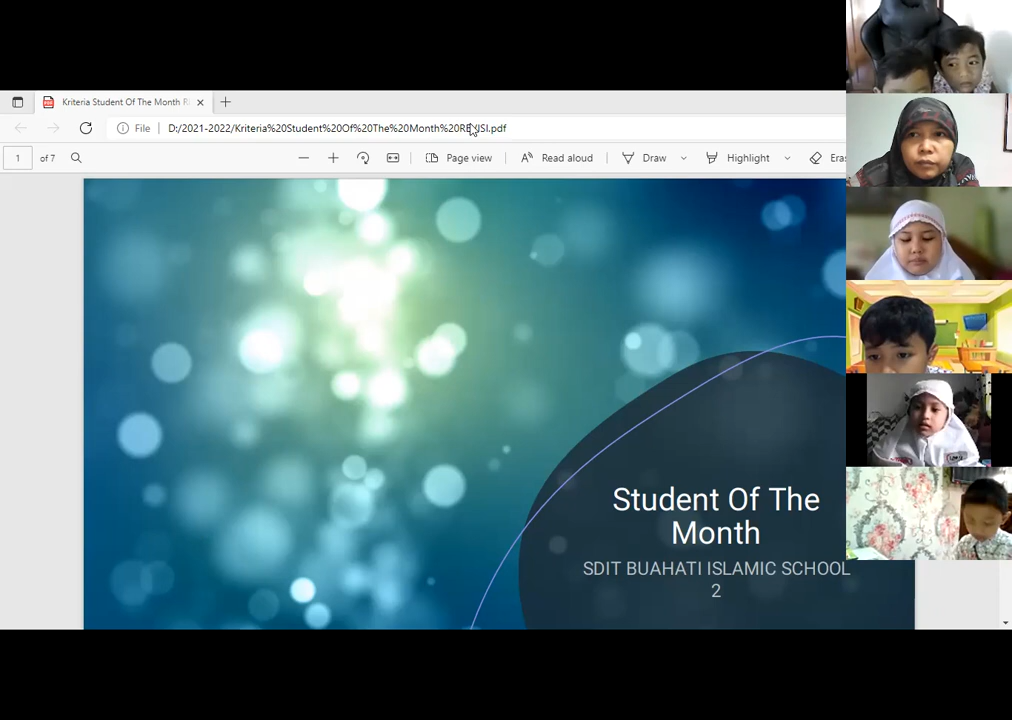 Kriteria Student Of The Month R
File D:/2021-2022/Kriteria%20Student%20Of%20The%20Month%20REVISI.pdf
1 of 7 Page view Read aloud Draw Highlight Eras
Student Of The
Month
SDIT BUAHATI ISLAMIC SCHOOL
2